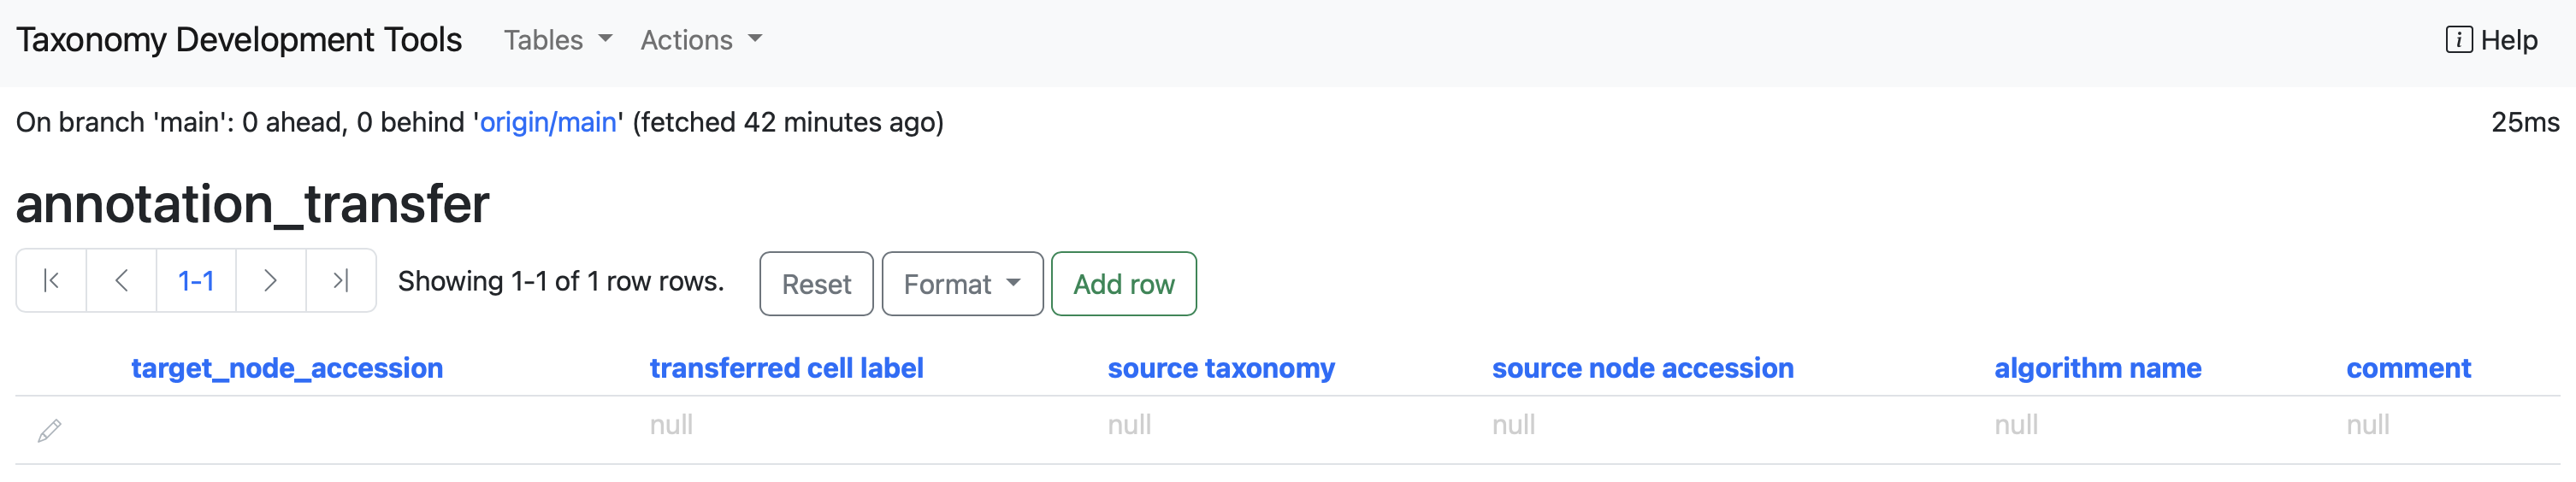 Taxonomy Development Tools Tables Actions Help
On branch 'main': 0 ahead, 0 behind 'origin/main' (fetched 42 minutes ago) 25ms
annotation_transfer
1-1 Showing 1-1 of 1 row rows. Reset Format Add row
target_node_accession transferred cell label source taxonomy source node accession algorithm name comment
null null null null null